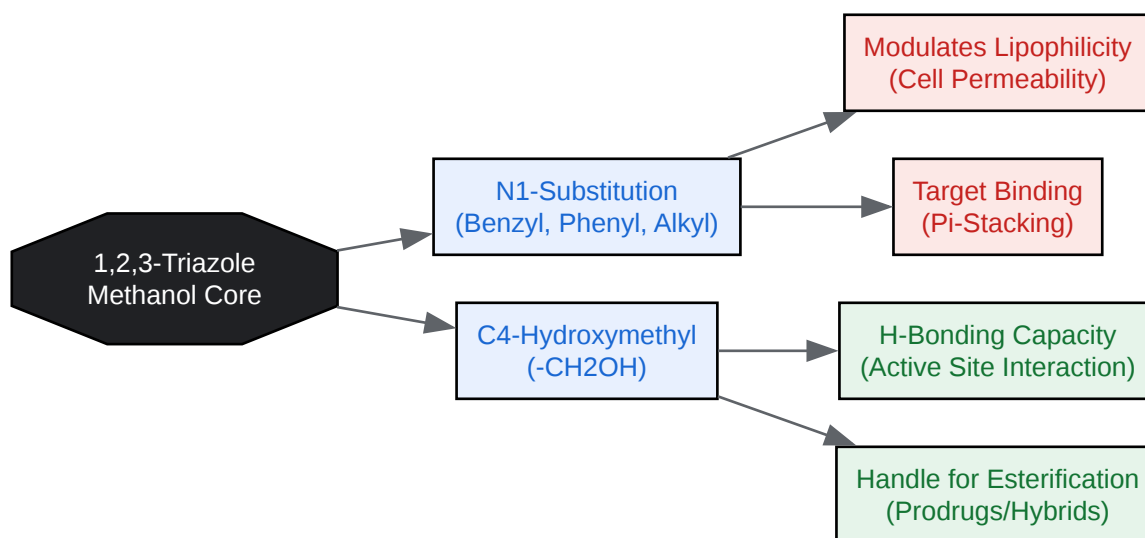 1,2,3-Triazole
Methanol Core
N1-Substitution
(Benzyl, Phenyl, Alkyl)
C4-Hydroxymethyl
(-CH2OH)
Modulates Lipophilicity
(Cell Permeability)
Target Binding
(Pi-Stacking)
H-Bonding Capacity
(Active Site Interaction)
Handle for Esterification
(Prodrugs/Hybrids)